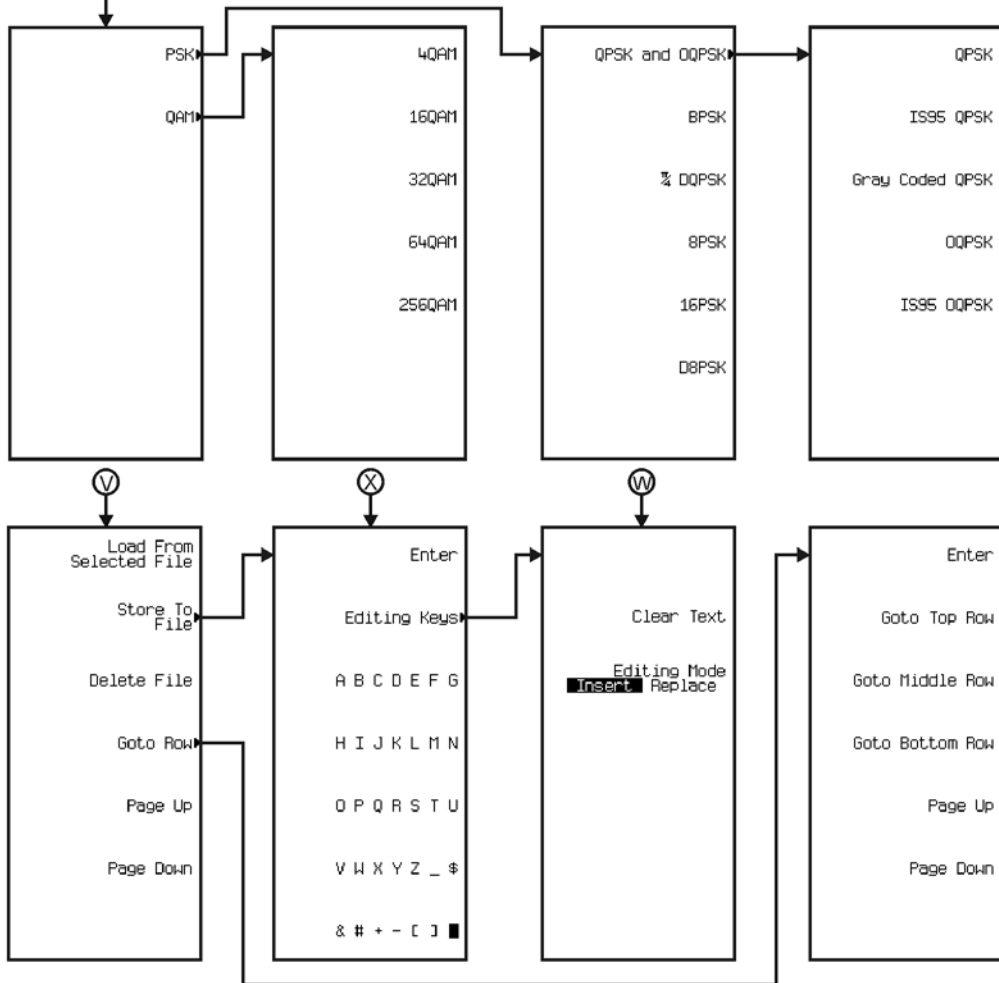 PSK
QAM
4QAM
16QAM
32QAM
64QAM
256QAM
QPSK and OQPSK
BPSK
π/4 DQPSK
8PSK
16PSK
D8PSK
QPSK
IS95 QPSK
Gray Coded QPSK
OQPSK
IS95 OQPSK
V
Load From
Selected File
Store To
File
Delete File
Goto Row
Page Up
Page Down
X
Enter
Editing Keys
A B C D E F G
H I J K L M N
O P Q R S T U
V W X Y Z _ $
& # + - [ ]
W
Clear Text
Editing Mode
Insert Replace
Enter
Goto Top Row
Goto Middle Row
Goto Bottom Row
Page Up
Page Down